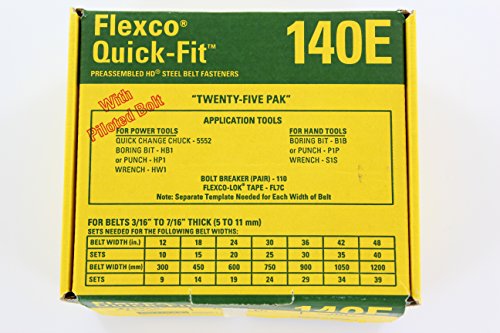 Flexco® 140E
Quick-Fit™
PREASSEMBLED HD® STEEL BELT FASTENERS
With
Piloted Bolt
"TWENTY-FIVE PAK"
APPLICATION TOOLS
FOR POWER TOOLS
QUICK CHANGE CHUCK - 5552
BORING BIT - HB1
or PUNCH - HP1
WRENCH - HW1
FOR HAND TOOLS
BORING BIT - B1B
or PUNCH - P1P
WRENCH - S1S
BOLT BREAKER (PAIR) - 110
FLEXCO-LOK® TAPE - FL7C
Note: Separate Template Needed for Each Width of Belt
FOR BELTS 3/16" TO 7/16" THICK (5 TO 11 mm)
SETS NEEDED FOR THE FOLLOWING BELT WIDTHS:
BELT WIDTH (in.) 12 18 24 30 36 42 48
SETS 10 15 20 25 30 35 40
BELT WIDTH (mm) 300 450 600 750 900 1050 1200
SETS 9 14 19 24 29 34 39
Flexco® 140E